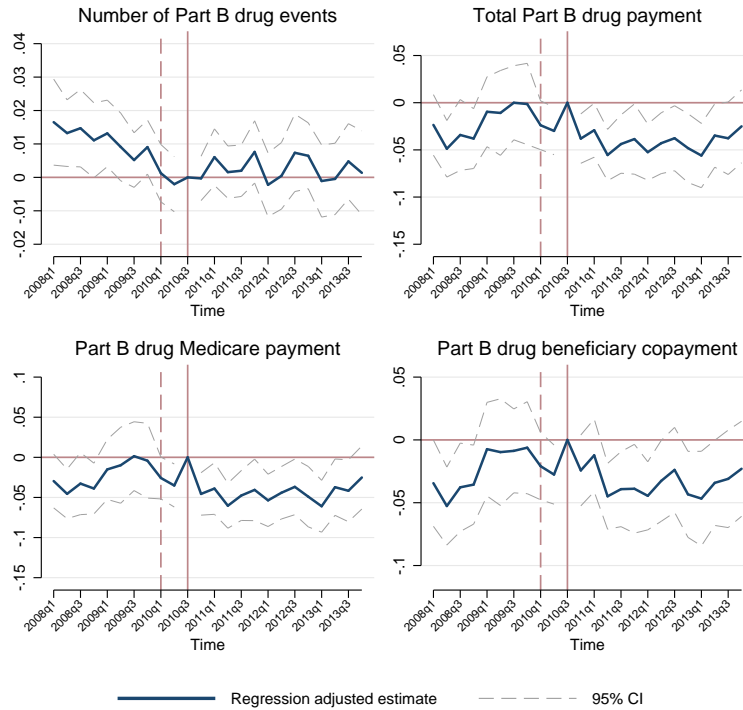 Number of Part B drug events
.04
.03
.02
.01
0
-.01
-.02
2008q1
2008q3
2009q1
2009q3
2010q1
2010q3
2011q1
2011q3
2012q1
2012q3
2013q1
2013q3
Time
Total Part B drug payment
.05
0
-.05
-.1
-.15
2008q1
2008q3
2009q1
2009q3
2010q1
2010q3
2011q1
2011q3
2012q1
2012q3
2013q1
2013q3
Time
Part B drug Medicare payment
.1
.05
0
-.05
-.1
-.15
2008q1
2008q3
2009q1
2009q3
2010q1
2010q3
2011q1
2011q3
2012q1
2012q3
2013q1
2013q3
Time
Part B drug beneficiary copayment
.05
0
-.05
-.1
2008q1
2008q3
2009q1
2009q3
2010q1
2010q3
2011q1
2011q3
2012q1
2012q3
2013q1
2013q3
Time
Regression adjusted estimate
95% CI